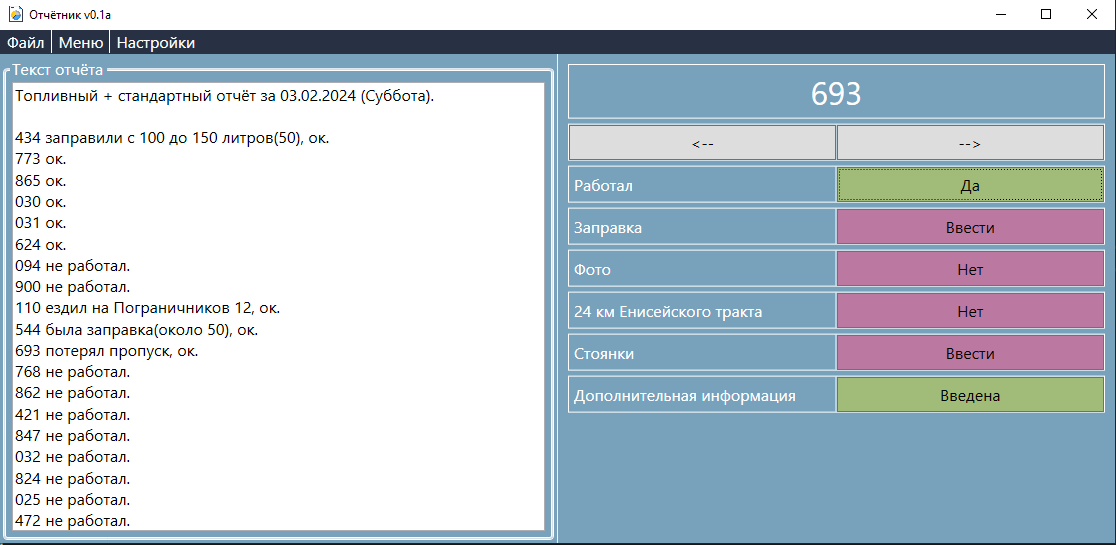 Отчётник v0.1a
Файл Меню Настройки
Текст отчёта
Топливный + стандартный отчёт за 03.02.2024 (Суббота).
434 заправили с 100 до 150 литров(50), ок.
773 ок.
865 ок.
030 ок.
031 ок.
624 ок.
094 не работал.
900 не работал.
110 ездил на Пограничников 12, ок.
544 была заправка(около 50), ок.
693 потерял пропуск, ок.
768 не работал.
862 не работал.
421 не работал.
847 не работал.
032 не работал.
824 не работал.
025 не работал.
472 не работал.
693
<-- -->
Работал Да
Заправка Ввести
Фото Нет
24 км Енисейского тракта Нет
Стоянки Ввести
Дополнительная информация Введена